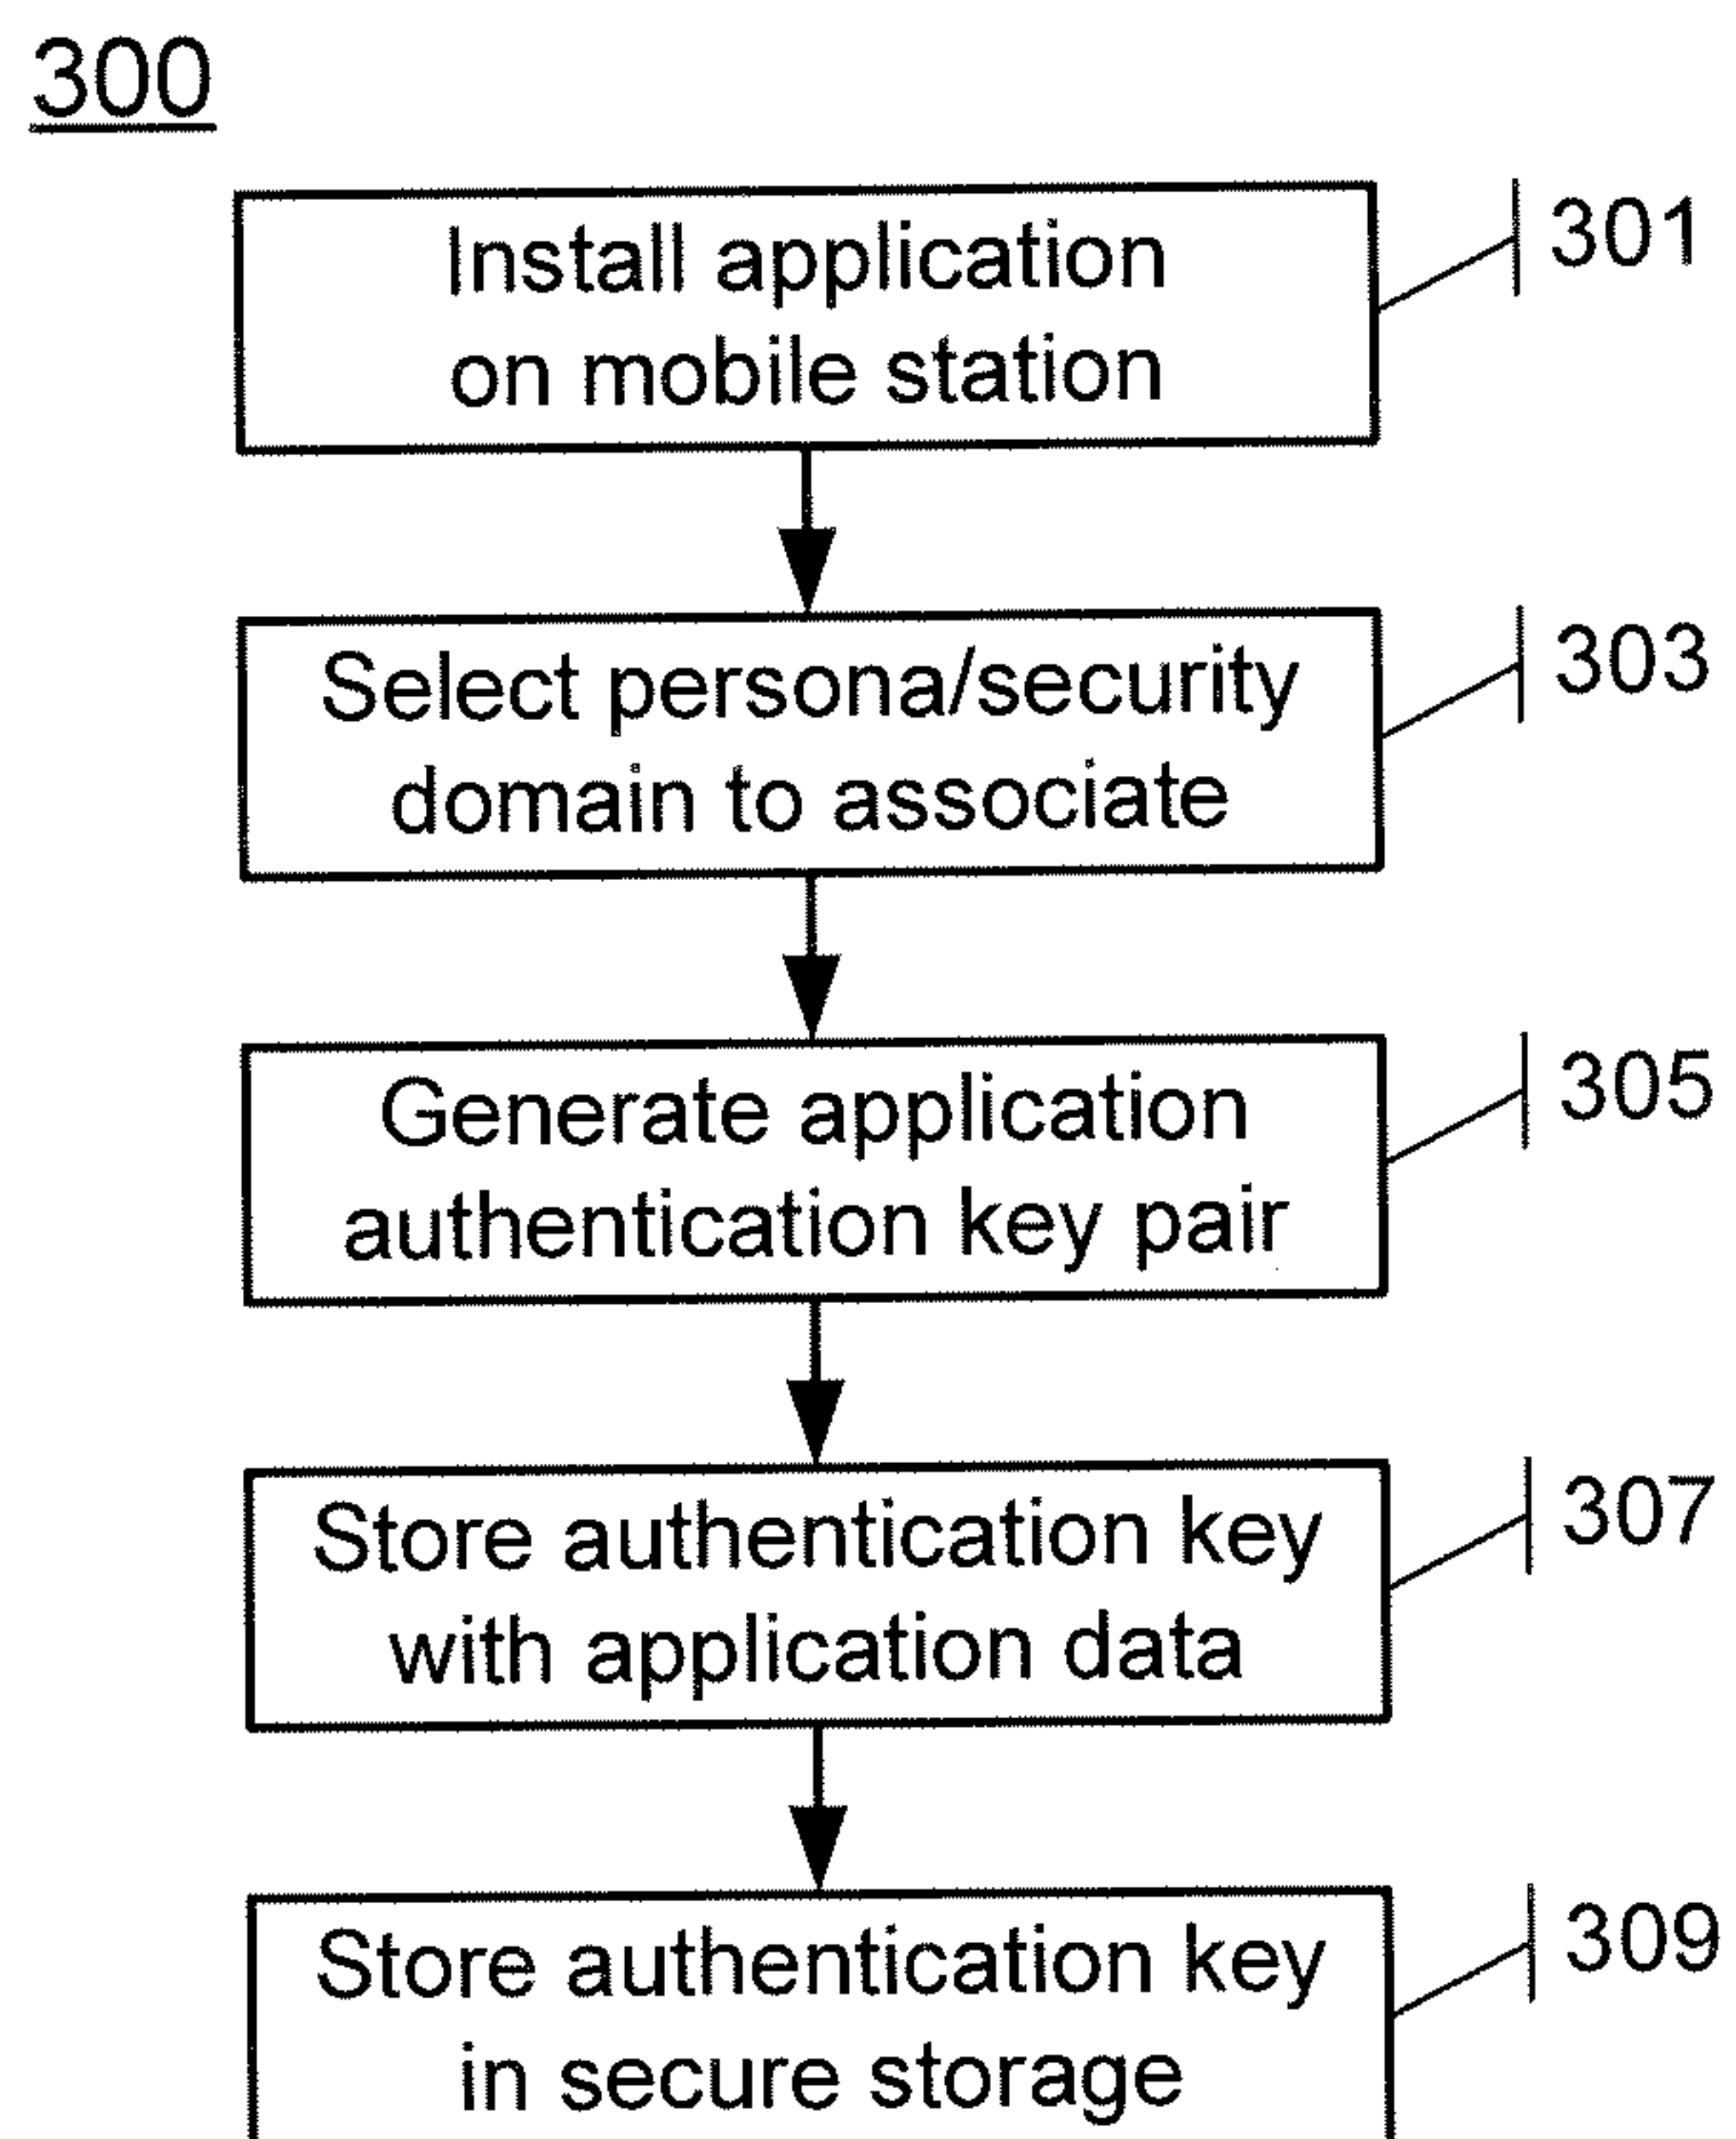 300
Install application
on mobile station
301
Select persona/security
domain to associate
303
Generate application
authentication key pair
305
Store authentication key
with application data
307
Store authentication key
in secure storage
309